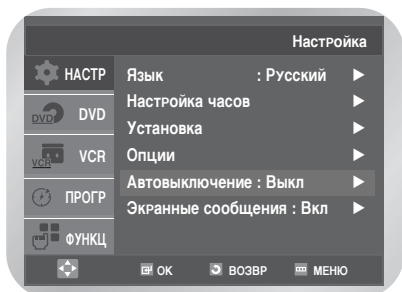 Настройка
НАСТР
DVD DVD
VCR VCR
ПРОГР
ФУНКЦ
Язык : Русский ►
Настройка часов ►
Установка ►
Опции ►
Автовыключение : Выкл ►
Экранные сообщения : Вкл ►
ОК ВОЗВР МЕНЮ